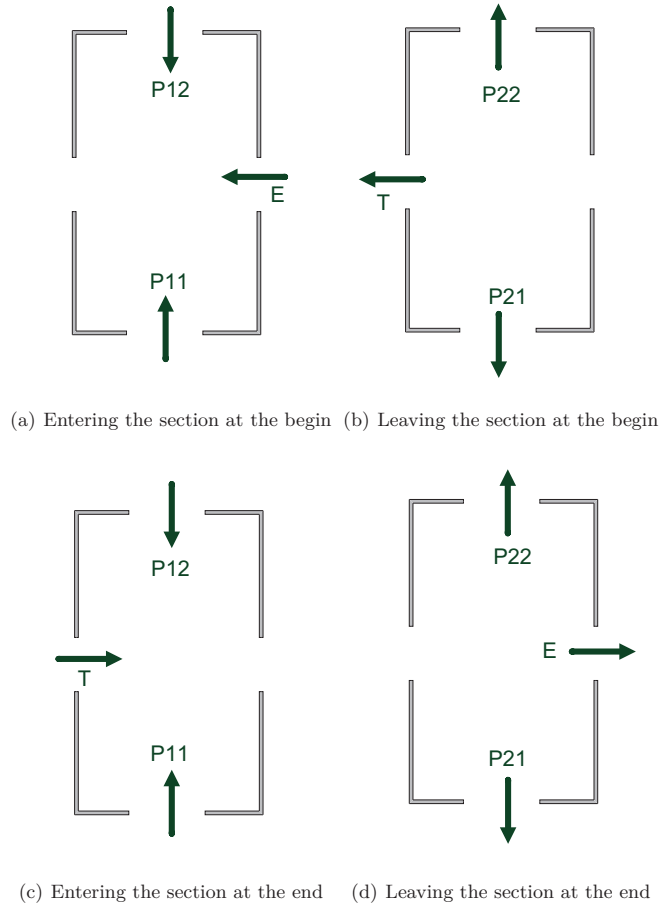 P12
E
P11
P22
T
P21
(a) Entering the section at the begin
(b) Leaving the section at the begin
P12
T
P11
P22
E
P21
(c) Entering the section at the end
(d) Leaving the section at the end